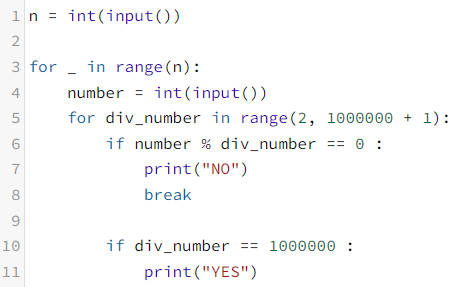 1 n = int(input())
2
3 for _ in range(n):
4     number = int(input())
5     for div_number in range(2, 1000000 + 1):
6         if number % div_number == 0 :
7             print("NO")
8             break
9
10         if div_number == 1000000 :
11             print("YES")